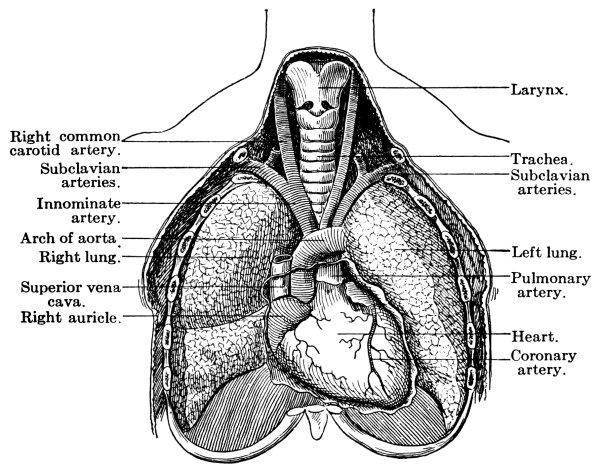 Larynx.
Right common
carotid artery.
Subclavian
arteries.
Innominate
artery.
Arch of aorta.
Right lung.
Superior vena
cava.
Right auricle.
Trachea.
Subclavian
arteries.
Left lung.
Pulmonary
artery.
Heart.
Coronary
artery.